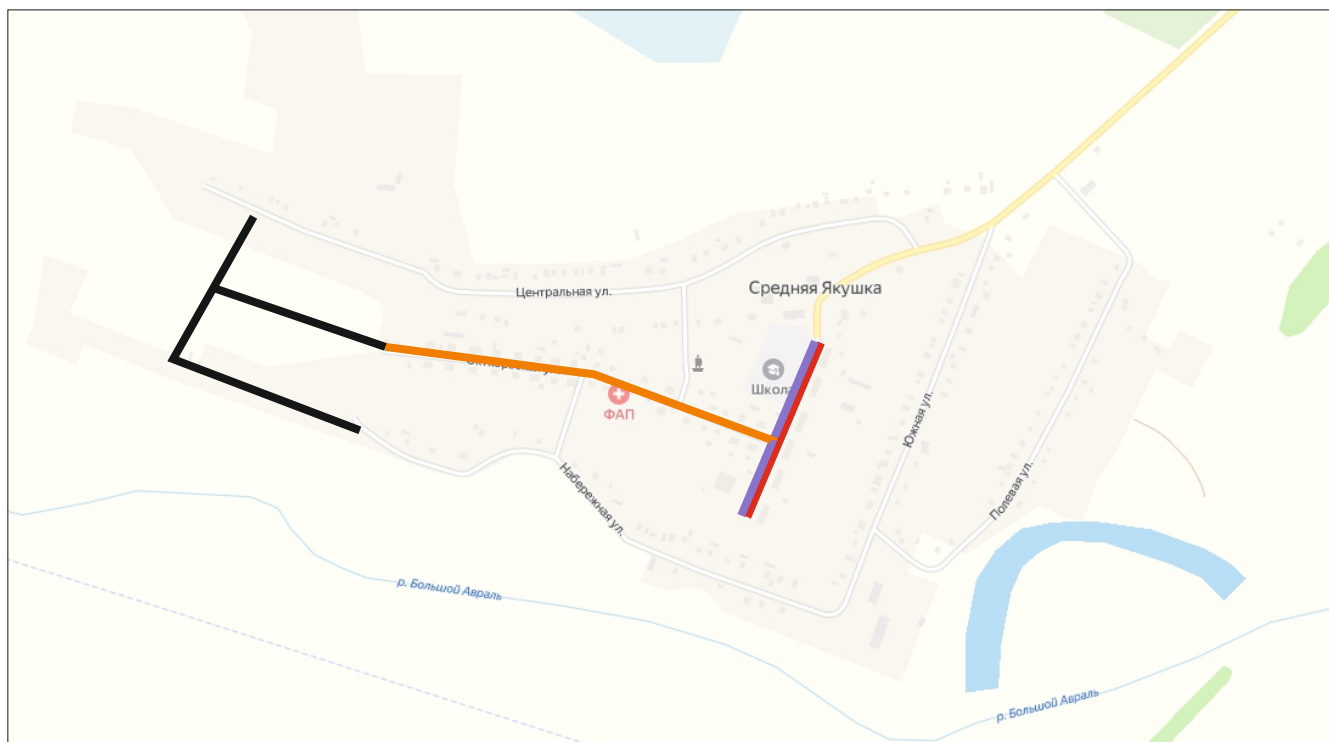 Центральная ул.
Средняя Якушка
Школа
ФАП
Южная ул.
Полевая ул.
Набережная ул.
р. Большой Авраль
р. Большой Авраль